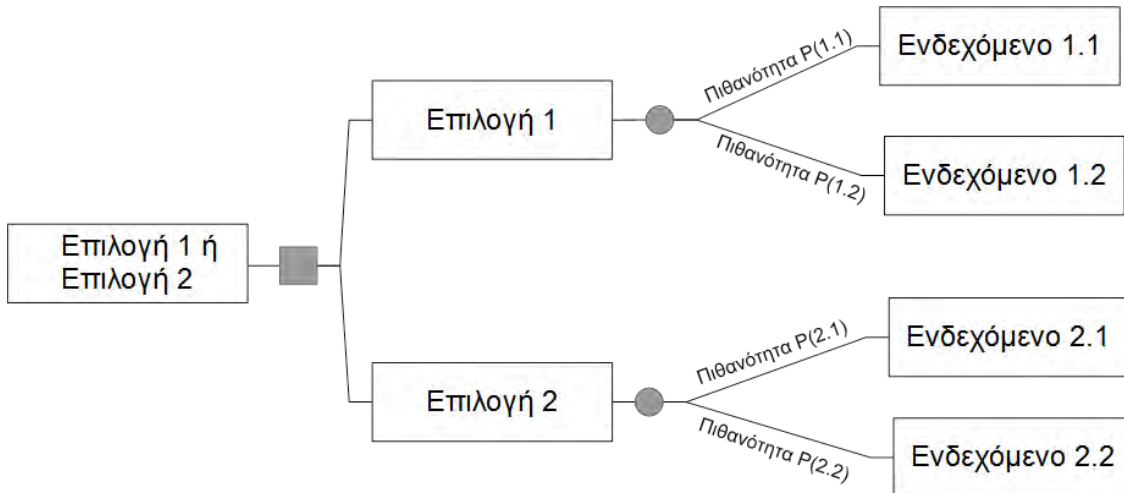 Πιθανότητα P(1.1)
Ενδεχόμενο 1.1
Επιλογή 1
Πιθανότητα P(1.2)
Ενδεχόμενο 1.2
Επιλογή 1 ή
Επιλογή 2
Πιθανότητα P(2.1)
Ενδεχόμενο 2.1
Επιλογή 2
Πιθανότητα P(2.2)
Ενδεχόμενο 2.2